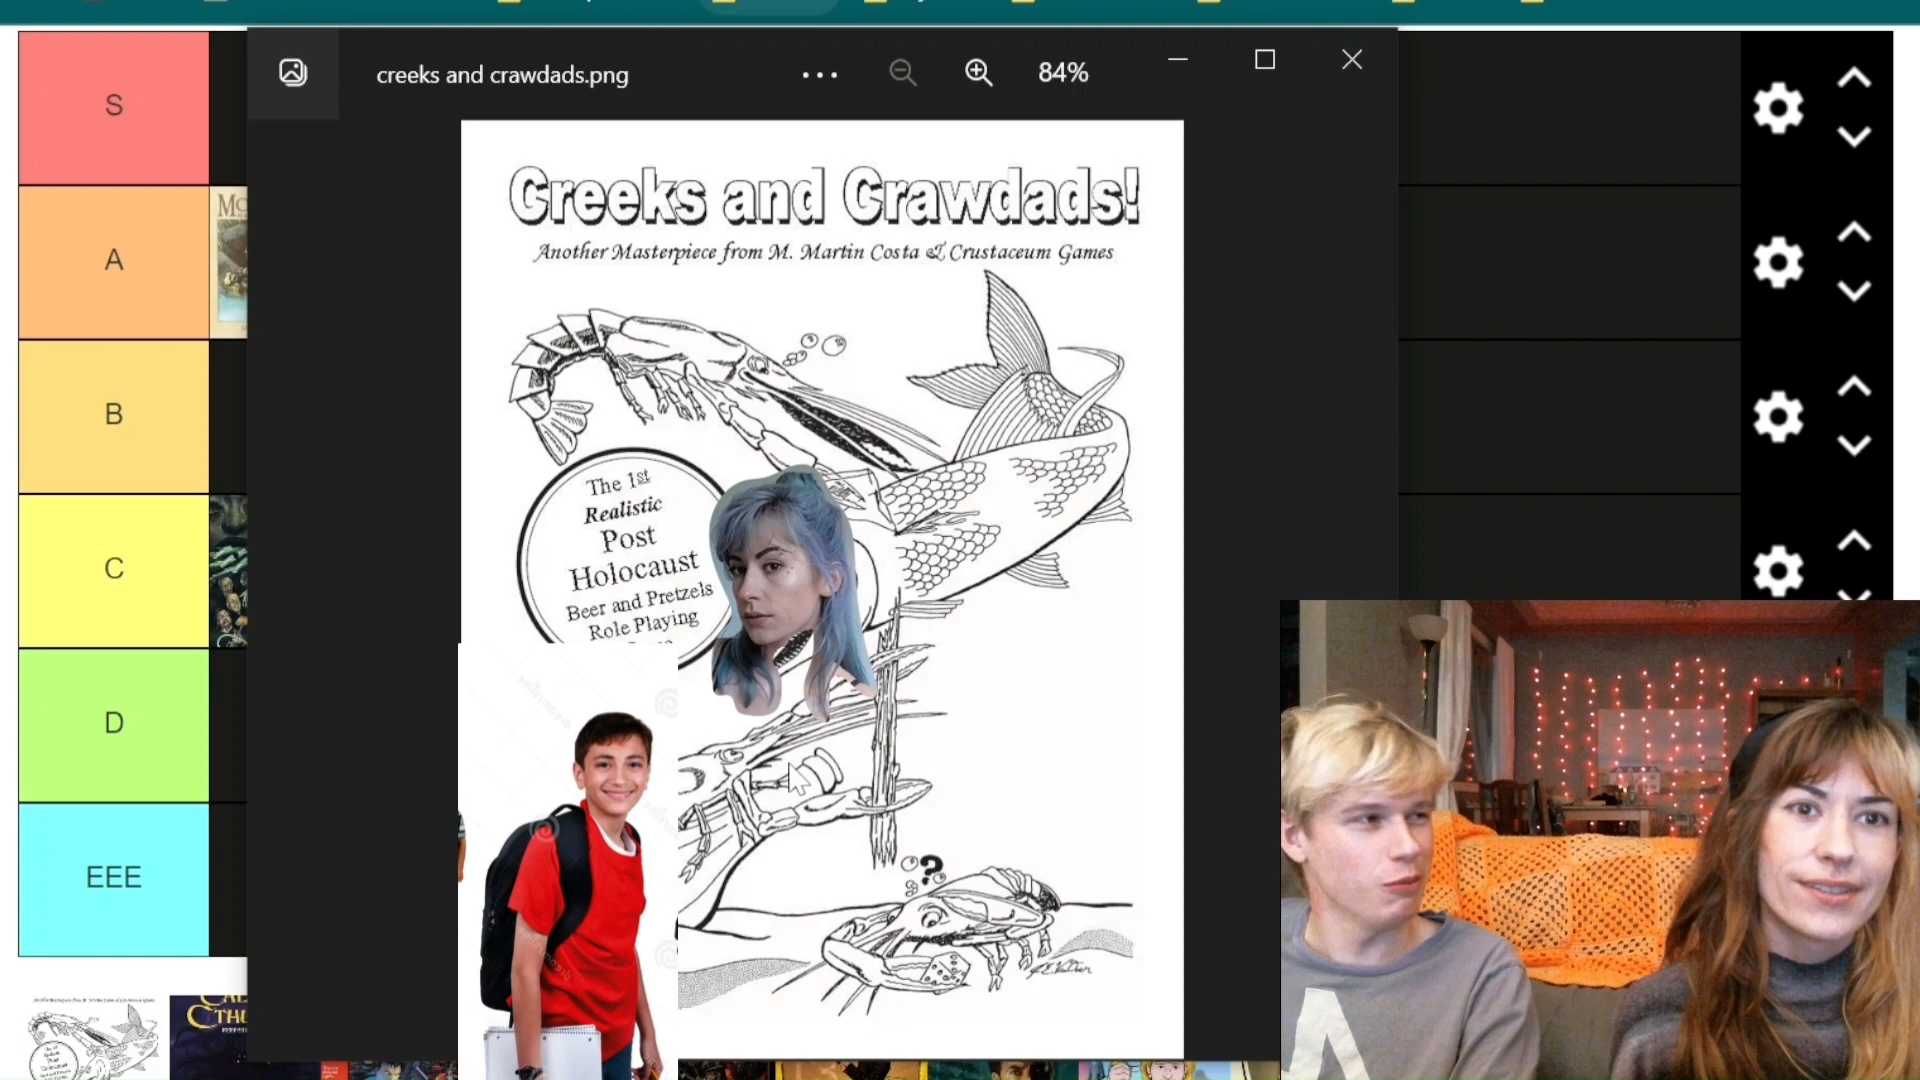 creeks and crawdads.png
84%
S
A
B
C
D
EEE
Creeks and Crawdads!
Another Masterpiece from M. Martin Costa & Crustaceum Games
The 1st
Realistic
Post
Holocaust
Beer and Pretzels
Role Playing
?